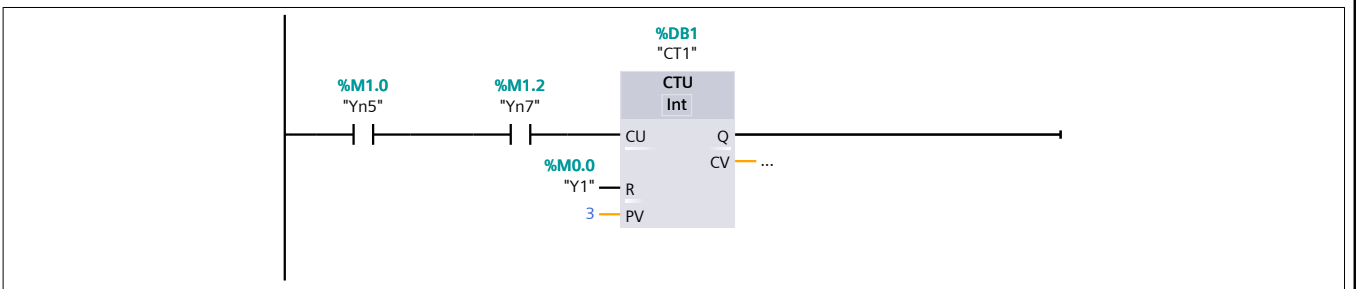 %DB1
"CT1"
%M1.0
"Yn5"
%M1.2
"Yn7"
CTU
Int
CU
Q
%M0.0
CV ...
"Y1" R
3 PV